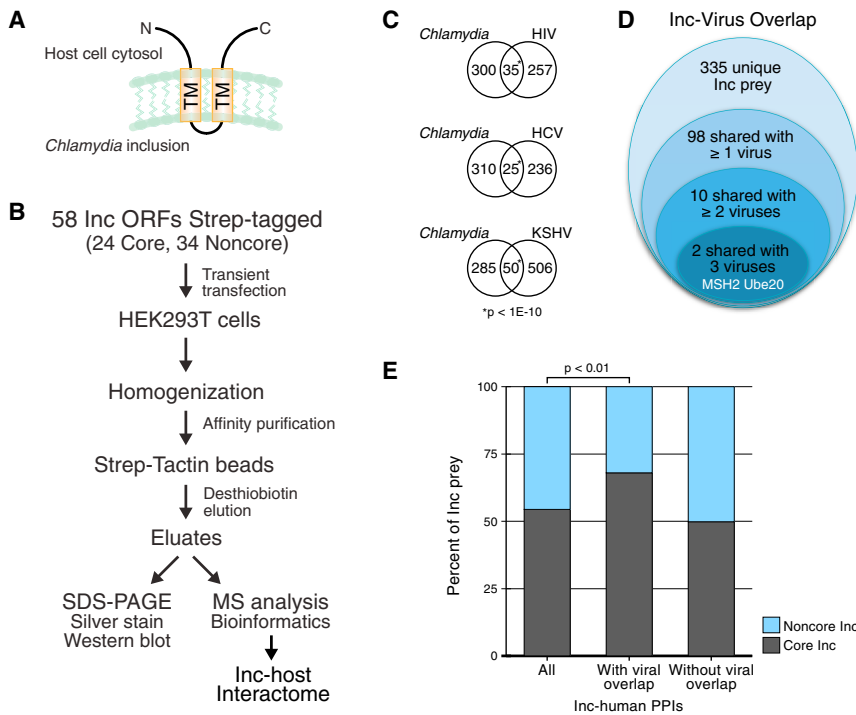 A
N
C
Host cell cytosol
TM
TM
Chlamydia inclusion
B
58 Inc ORFs Strep-tagged
(24 Core, 34 Noncore)
Transient
transfection
HEK293T cells
Homogenization
Affinity purification
Strep-Tactin beads
Desthiobiotin
elution
Eluates
SDS-PAGE
Silver stain
Western blot
MS analysis
Bioinformatics
Inc-host
Interactome
C
Chlamydia
HIV
300
35*
257
Chlamydia
HCV
310
25*
236
Chlamydia
KSHV
285
50*
506
*p < 1E-10
D
Inc-Virus Overlap
335 unique
Inc prey
98 shared with
≥ 1 virus
10 shared with
≥ 2 viruses
2 shared with
3 viruses
MSH2 Ube20
E
p < 0.01
100
75
50
25
0
Percent of Inc prey
All
With viral
overlap
Without viral
overlap
Inc-human PPIs
Noncore Inc
Core Inc